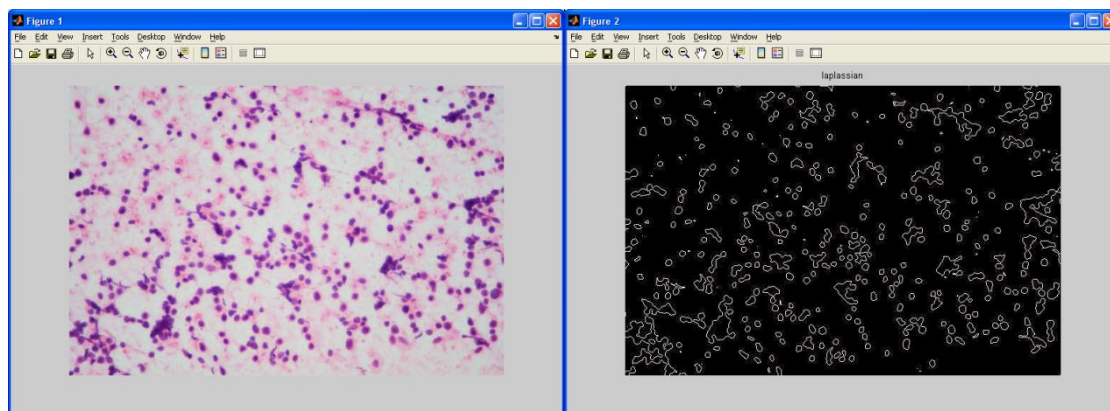 Figure 1
File Edit View Insert Tools Desktop Window Help
Figure 2
File Edit View Insert Tools Desktop Window Help
laplassian